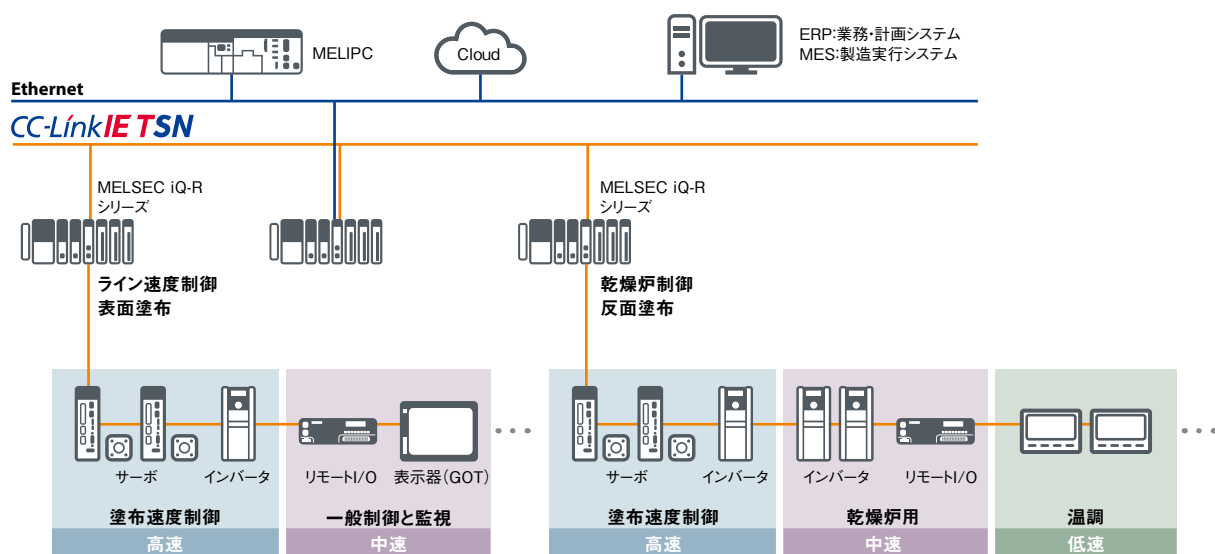 MELIPC
Cloud
ERP:業務・計画システム
MES:製造実行システム
Ethernet
CC-Link IE TSN
MELSEC iQ-R
シリーズ
MELSEC iQ-R
シリーズ
ライン速度制御
表面塗布
乾燥炉制御
反面塗布
サーボ
インバータ
リモートI/O
表示器(GOT)
サーボ
インバータ
インバータ
リモートI/O
塗布速度制御
一般制御と監視
塗布速度制御
乾燥炉用
温調
高速
中速
高速
中速
低速